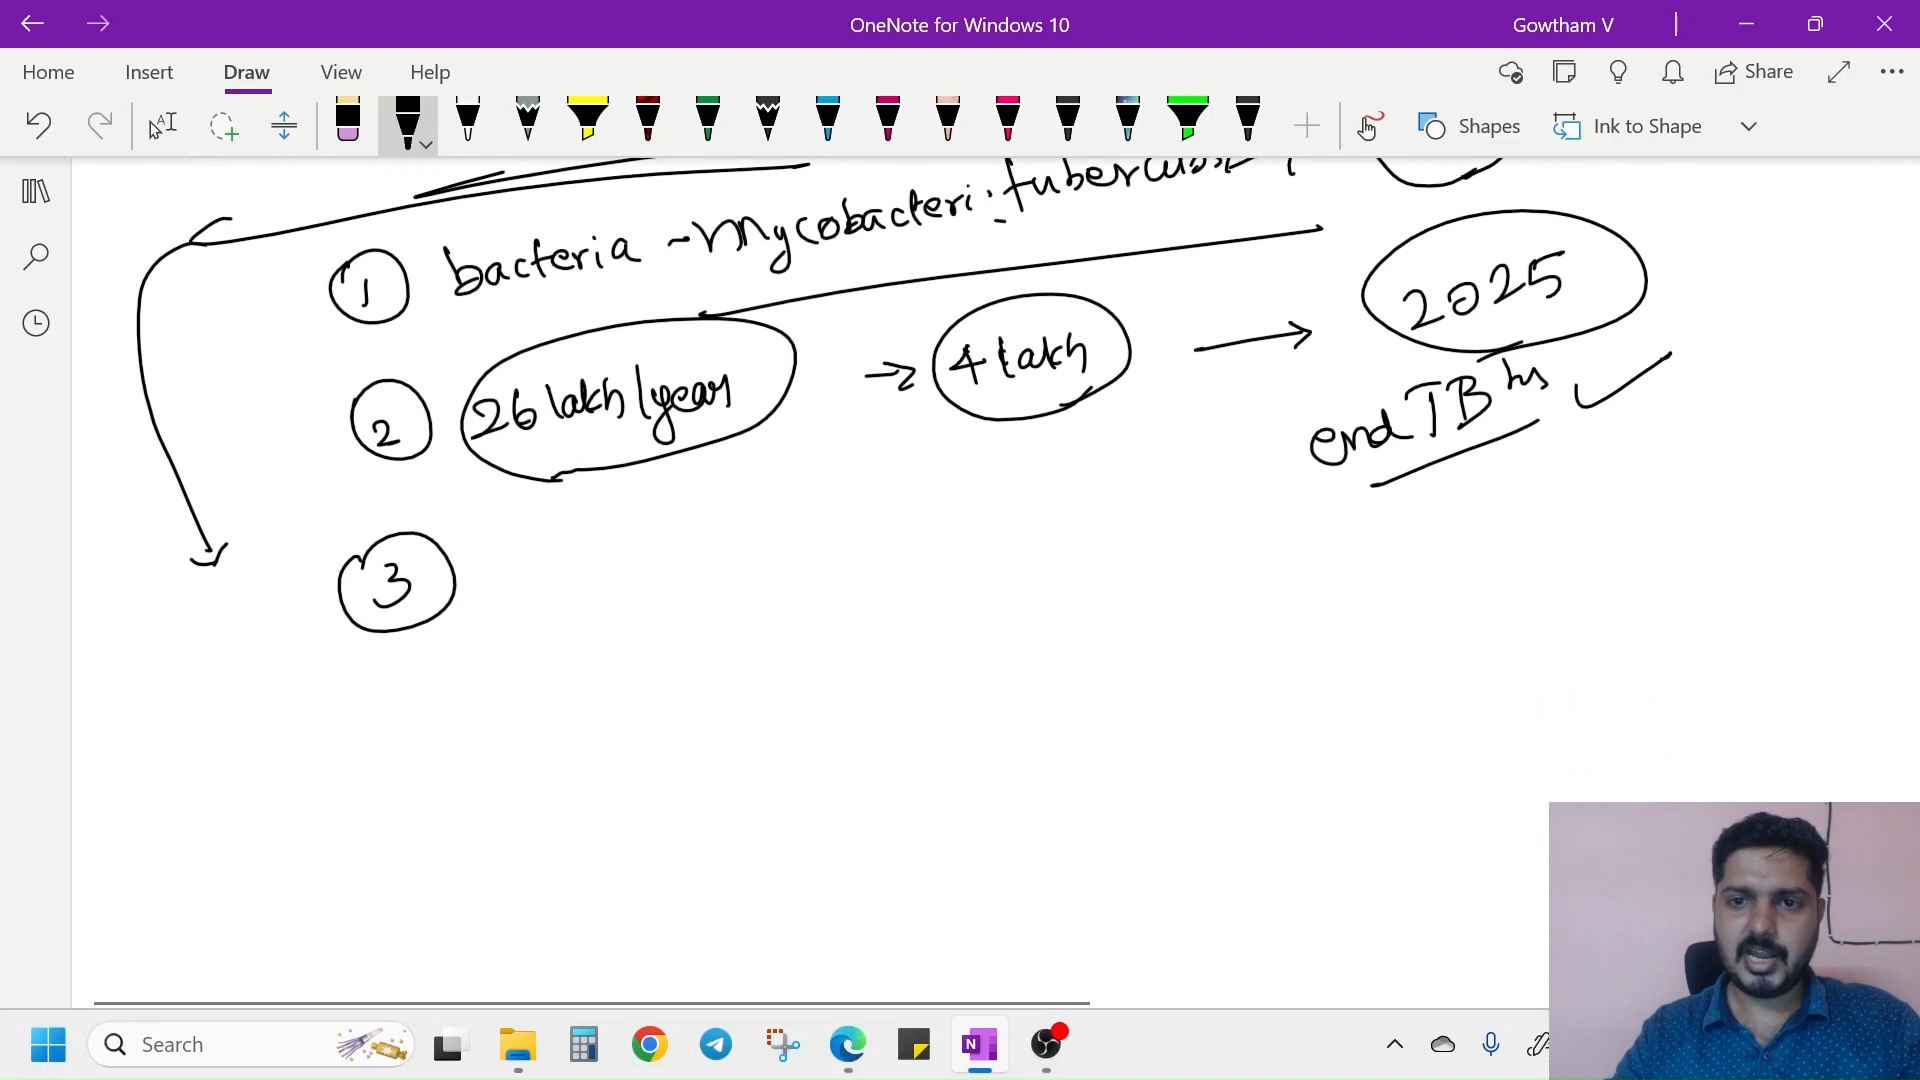 OneNote for Windows 10
Gowtham V
Home Insert Draw View Help
Share
Shapes
Ink to Shape
1 bacteria - Mycobacteri: tuberculosis
2 26 lakh/year → 4 lakh → 2025
end TB
3
Search